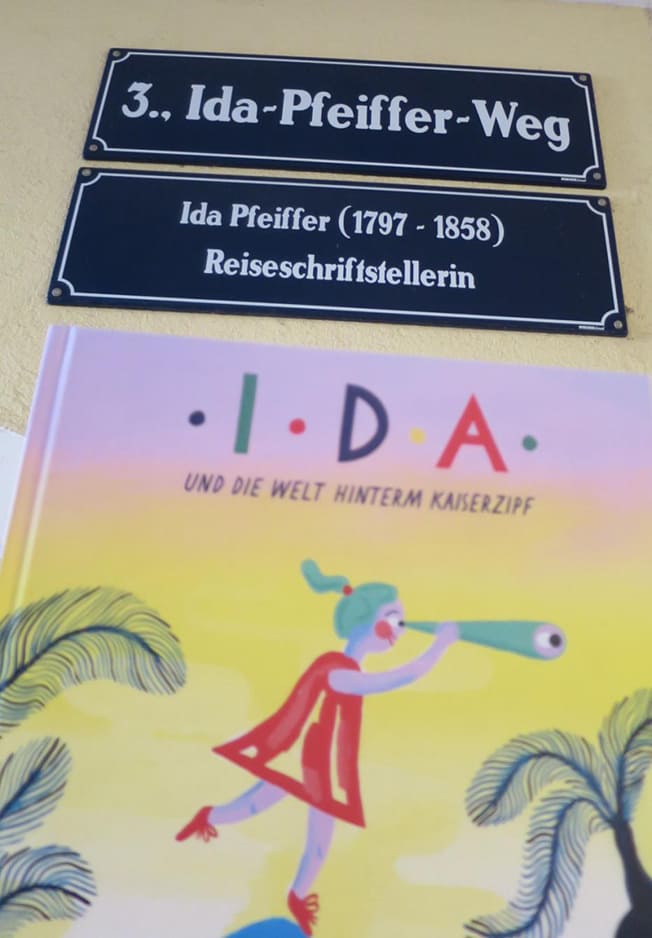 3., Ida-Pfeiffer-Weg
Ida Pfeiffer (1797 - 1858)
Reiseschriftstellerin
·I·D·A·
UND DIE WELT HINTERM KAISERZIPF